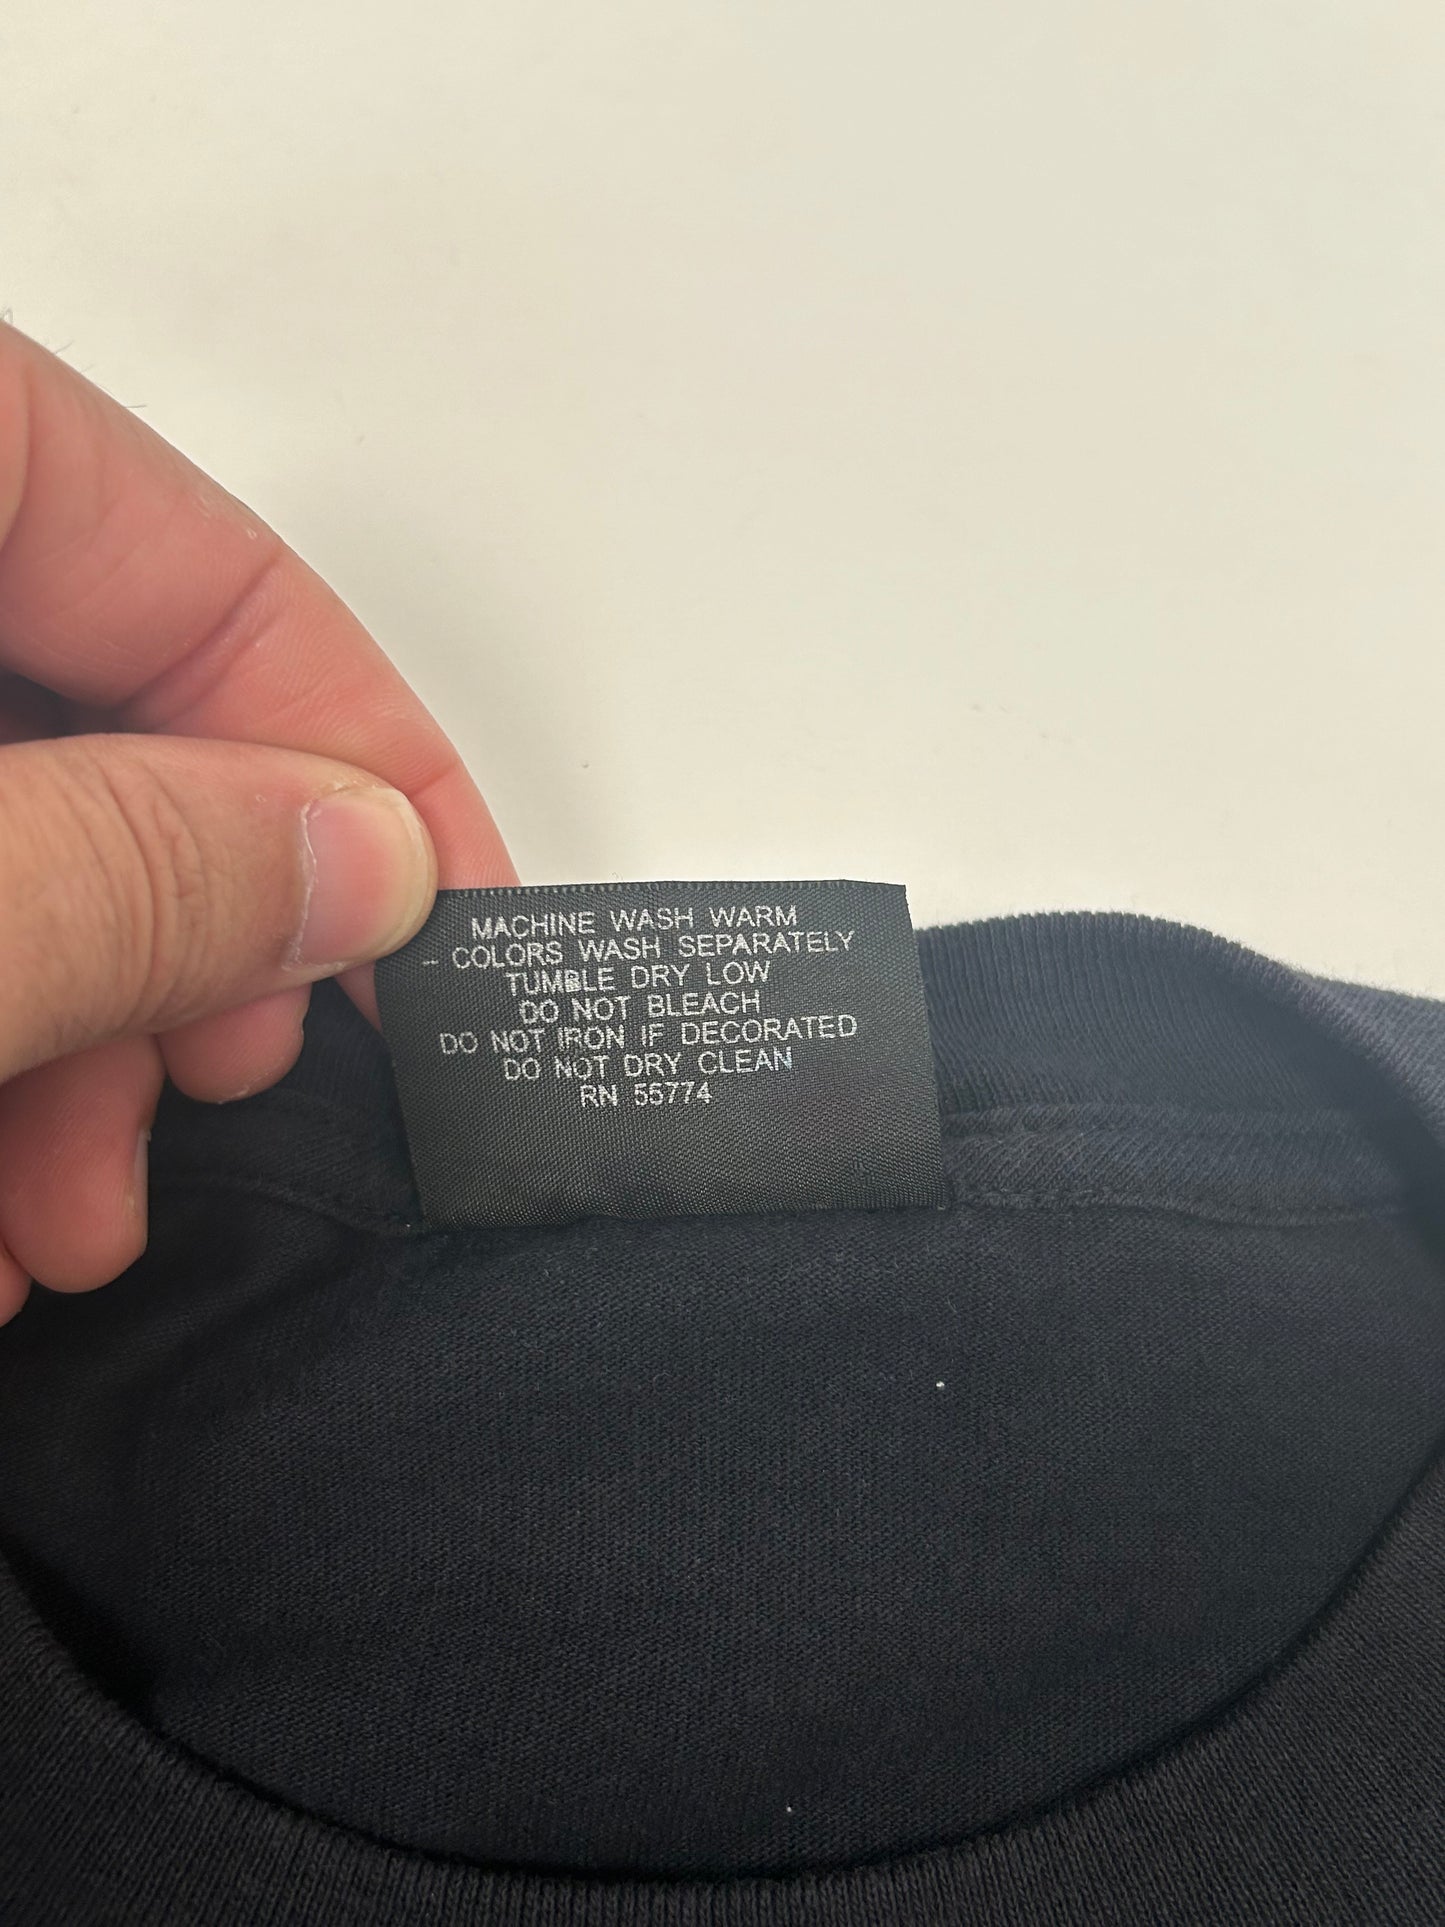 MACHINE WASH WARM
- COLORS WASH SEPARATELY
TUMBLE DRY LOW
DO NOT BLEACH
DO NOT IRON IF DECORATED
DO NOT DRY CLEAN
RN 55774